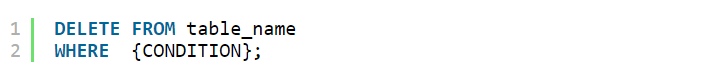 1 DELETE FROM table_name
2 WHERE  {CONDITION};